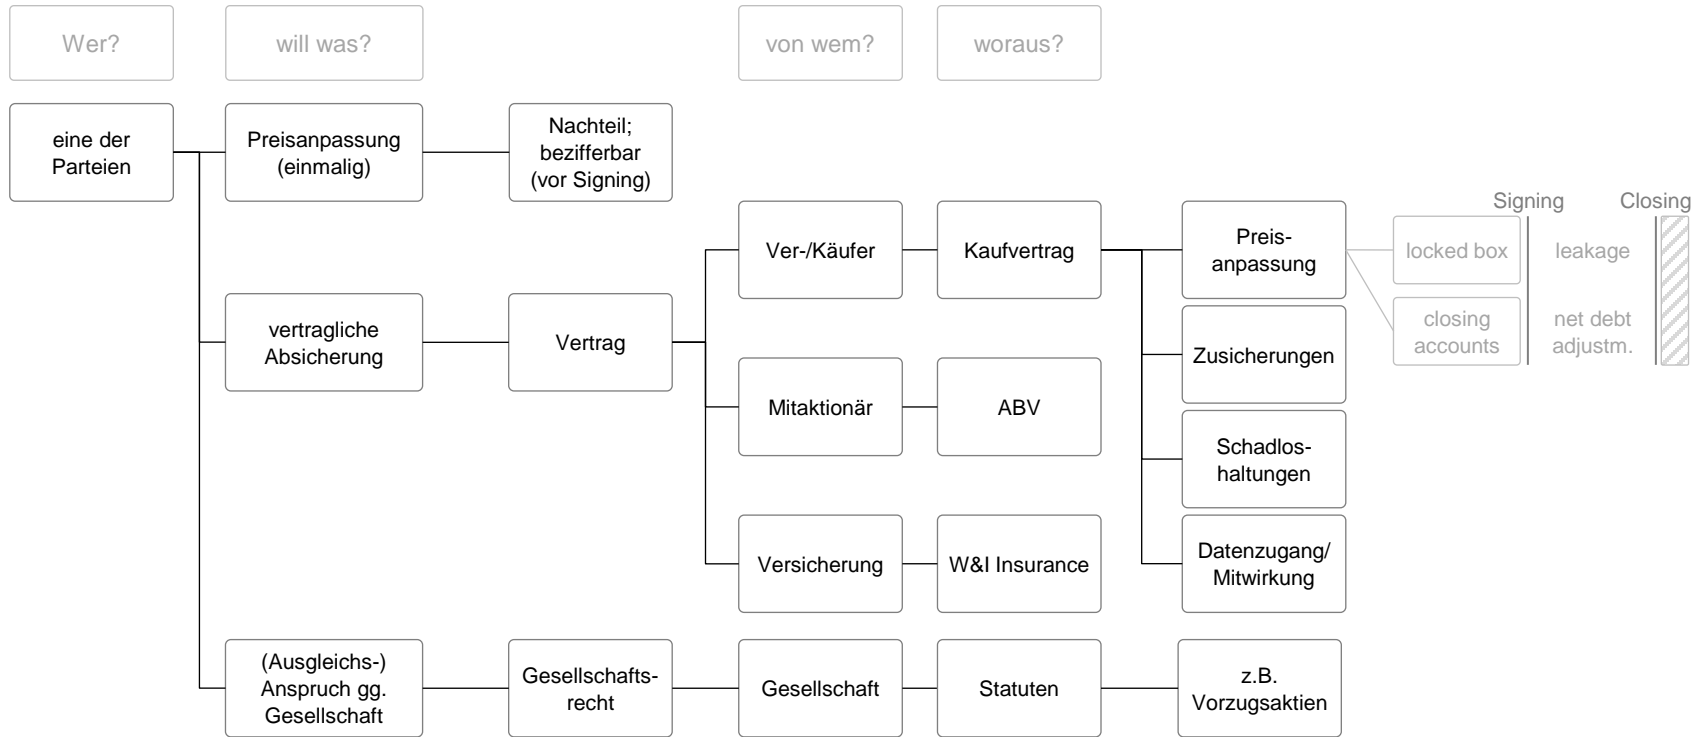 Wer?
will was?
von wem?
woraus?
eine der
Parteien
Preisanpassung
(einmalig)
Nachteil;
bezifferbar
(vor Signing)
Ver-/Käufer
Kaufvertrag
Preis-
anpassung
Signing
Closing
locked box
leakage
closing
accounts
net debt
adjustm.
vertragliche
Absicherung
Vertrag
Zusicherungen
Mitaktionär
ABV
Schadlos-
haltungen
Versicherung
W&I Insurance
Datenzugang/
Mitwirkung
(Ausgleichs-)
Anspruch gg.
Gesellschaft
Gesellschafts-
recht
Gesellschaft
Statuten
z.B.
Vorzugsaktien